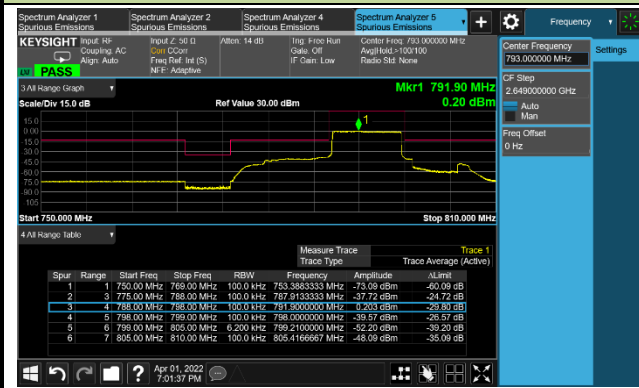 Spectrum Analyzer 1 Spectrum Analyzer 2 Spectrum Analyzer 4 Spectrum Analyzer 5 Frequency
Spurious Emissions Spurious Emissions Spurious Emissions Spurious Emissions
KEYSIGHT Input: RF Input Z: 50 Ω Atten: 14 dB Trig: Free Run Center Freq: 793.000000 MHz
Coupling: AC Corr CCorr Gate: Off Avg|Hold:>100/100
Align: Auto Freq Ref: Int (S) IF Gain: Low Radio Std: None
NFE: Adaptive
PASS
Center Frequency Settings
793.000000 MHz
CF Step
2.649000000 GHz
Auto
Man
Freq Offset
0 Hz
3 All Range Graph
Mkr1 791.90 MHz
Scale/Div 15.0 dB Ref Value 30.00 dBm 0.20 dBm
15.0
0.00
-15.0
-30.0
-45.0
-60.0
-75.0
-90.0
-105
1
Start 750.000 MHz Stop 810.000 MHz
4 All Range Table
Measure Trace Trace 1
Trace Type Trace Average (Active)
Spur Range Start Freq Stop Freq RBW Frequency Amplitude ΔLimit
1 1 750.00 MHz 769.00 MHz 100.0 kHz 753.3883333 MHz -73.09 dBm -60.09 dB
2 3 775.00 MHz 788.00 MHz 100.0 kHz 787.9133333 MHz -37.72 dBm -24.72 dB
3 4 788.00 MHz 798.00 MHz 100.0 kHz 791.9000000 MHz 0.203 dBm -29.80 dB
4 5 798.00 MHz 799.00 MHz 100.0 kHz 798.0000000 MHz -39.57 dBm -26.57 dB
5 6 799.00 MHz 805.00 MHz 6.200 kHz 799.2100000 MHz -52.20 dBm -39.20 dB
6 7 805.00 MHz 810.00 MHz 100.0 kHz 805.4166667 MHz -48.09 dBm -35.09 dB
Apr 01, 2022
7:01:37 PM